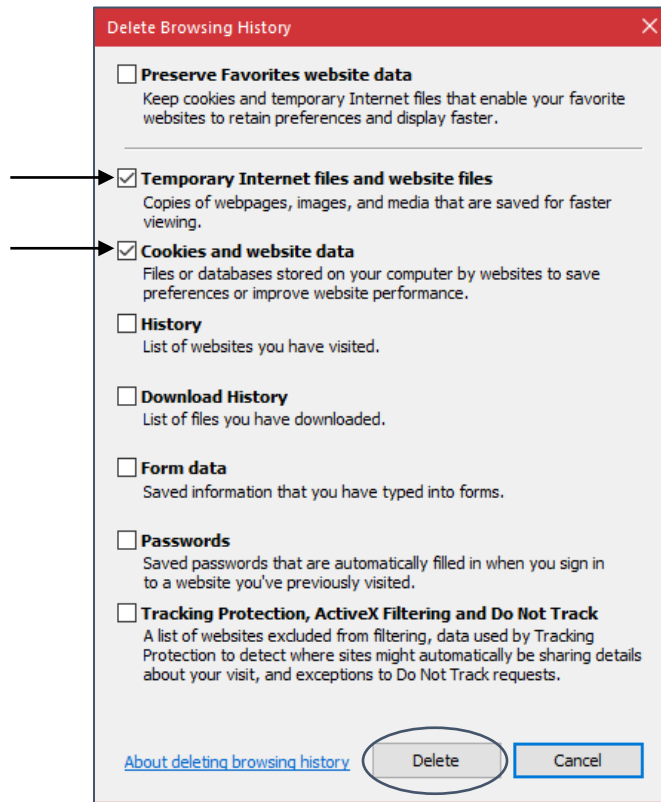 Delete Browsing History
Preserve Favorites website data
Keep cookies and temporary Internet files that enable your favorite
websites to retain preferences and display faster.
Temporary Internet files and website files
Copies of webpages, images, and media that are saved for faster
viewing.
Cookies and website data
Files or databases stored on your computer by websites to save
preferences or improve website performance.
History
List of websites you have visited.
Download History
List of files you have downloaded.
Form data
Saved information that you have typed into forms.
Passwords
Saved passwords that are automatically filled in when you sign in
to a website you've previously visited.
Tracking Protection, ActiveX Filtering and Do Not Track
A list of websites excluded from filtering, data used by Tracking
Protection to detect where sites might automatically be sharing details
about your visit, and exceptions to Do Not Track requests.
About deleting browsing history Delete Cancel